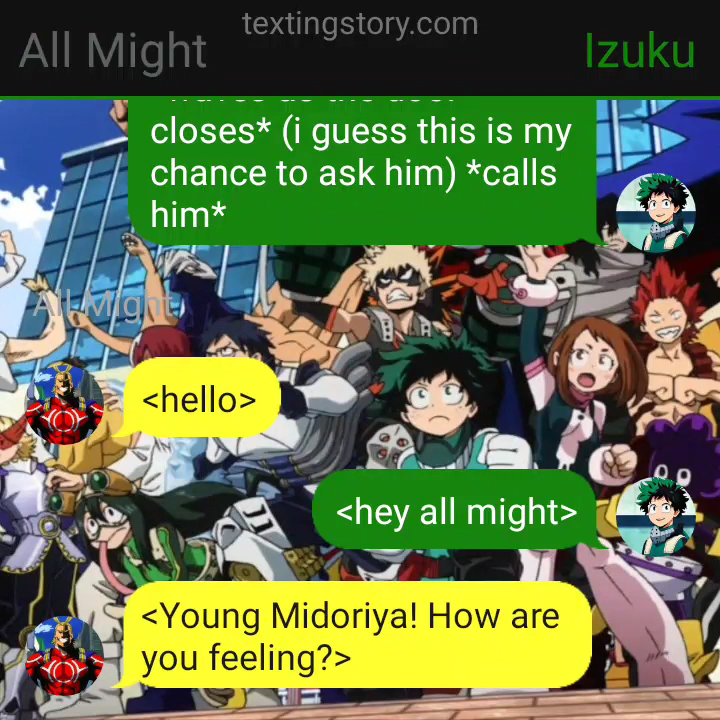 textingstory.com
All Might
Izuku
closes* (i guess this is my
chance to ask him) *calls
him*
All Might
<hello>
<hey all might>
<Young Midoriya! How are
you feeling?>